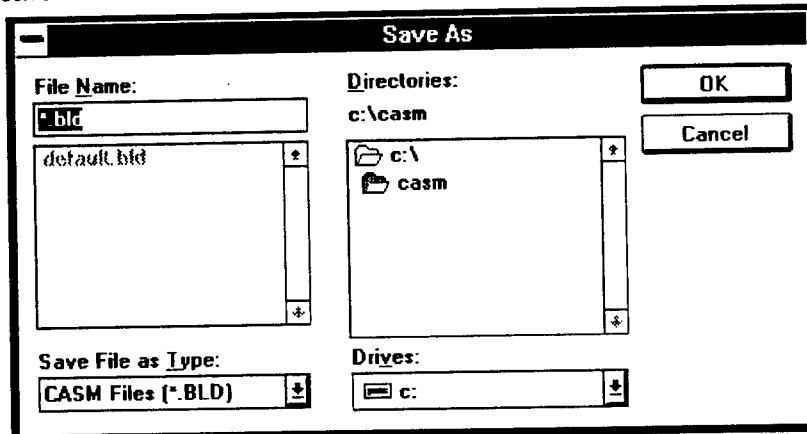 Save As
File Name:
*.bld
default.bld
Save File as Type:
CASM Files (*.BLD)
Directories:
c:\casm
c:\
casm
Drives:
c:
OK
Cancel